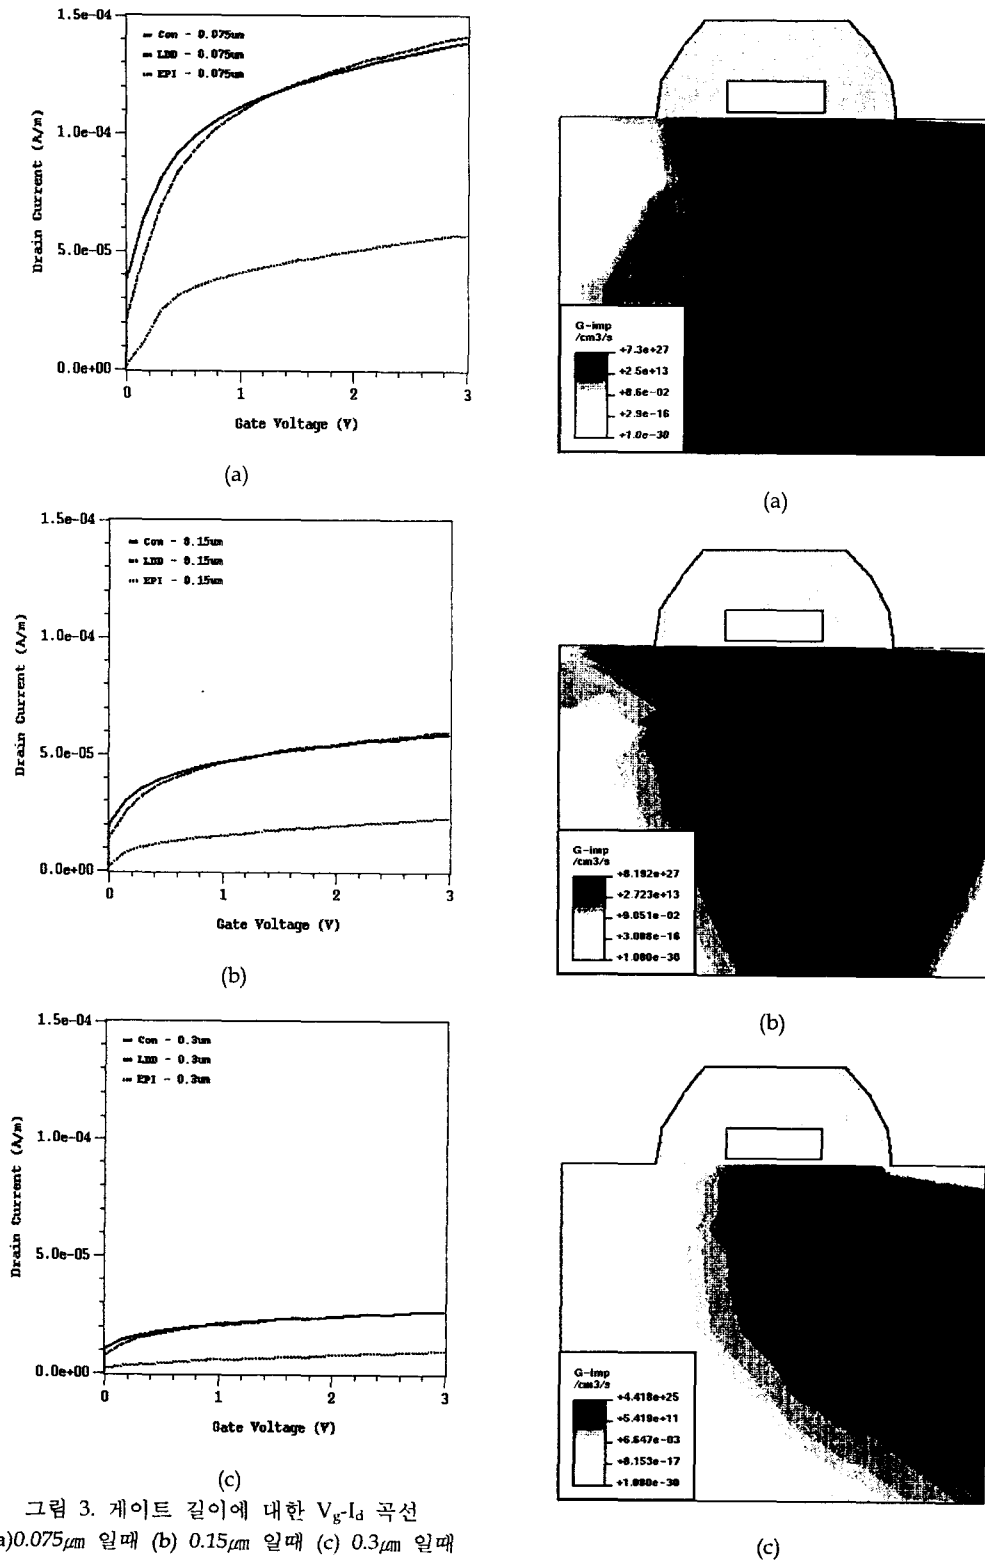 1.5e-04
Con - 0.075um
LDD - 0.075um
EPI - 0.075um
1.0e-04
5.0e-05
0.0e+00
Drain Current (A/m)
0 1 2 3
Gate Voltage (V)
(a)
1.5e-04
Con - 0.15um
LDD - 0.15um
EPI - 0.15um
1.0e-04
5.0e-05
0.0e+00
Drain Current (A/m)
0 1 2 3
Gate Voltage (V)
(b)
1.5e-04
Con - 0.3um
LDD - 0.3um
EPI - 0.3um
1.0e-04
5.0e-05
0.0e+00
Drain Current (A/m)
0 1 2 3
Gate Voltage (V)
(c)
그림 3. 게이트 길이에 대한 Vg-Id 곡선
a)0.075μm 일때 (b) 0.15μm 일때 (c) 0.3μm 일때
G-imp
/cm3/s
+7.3e+27
+2.5e+13
+8.6e-02
+2.9e-16
+1.0e-30
(a)
G-imp
/cm3/s
+8.192e+27
+2.723e+13
+9.051e-02
+3.008e-16
+1.000e-30
(b)
G-imp
/cm3/s
+4.418e+25
+5.419e+11
+6.647e-03
+8.153e-17
+1.000e-30
(c)